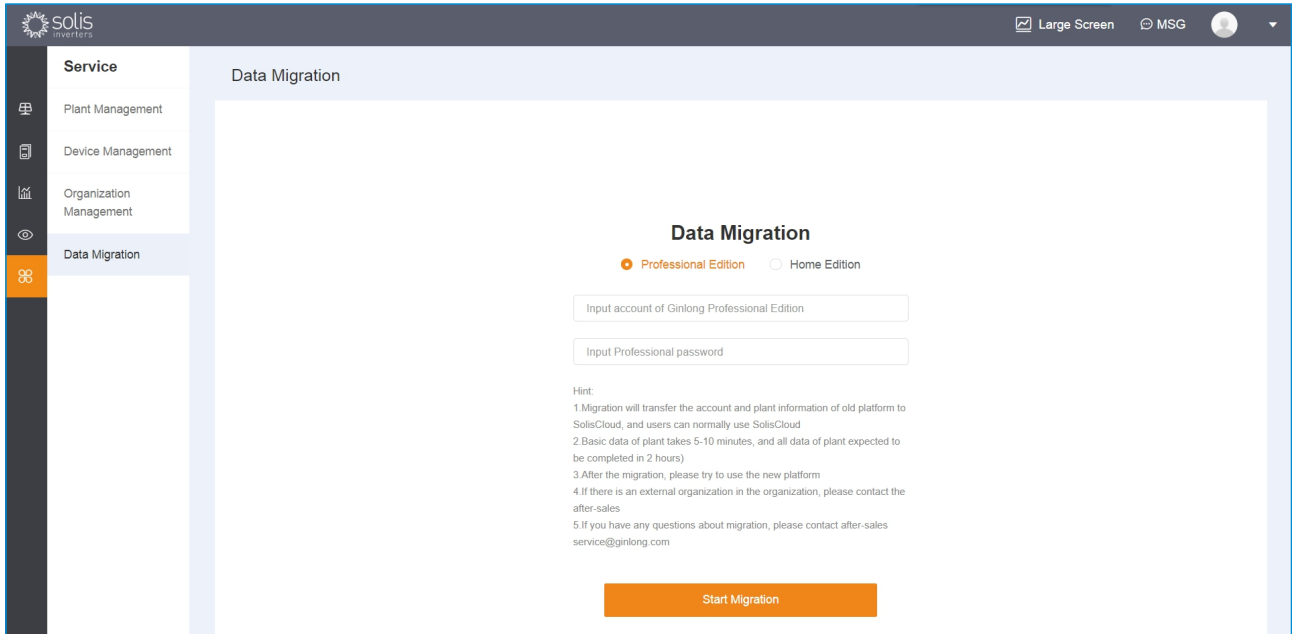 solis
inverters
Large Screen
MSG
Service
Plant Management
Device Management
Organization
Management
Data Migration
Data Migration
Data Migration
Professional Edition
Home Edition
Input account of Ginlong Professional Edition
Input Professional password
Hint:
1.Migration will transfer the account and plant information of old platform to
SolisCloud, and users can normally use SolisCloud
2.Basic data of plant takes 5-10 minutes, and all data of plant expected to
be completed in 2 hours)
3.After the migration, please try to use the new platform
4.If there is an external organization in the organization, please contact the
after-sales
5.If you have any questions about migration, please contact after-sales
service@ginlong.com
Start Migration